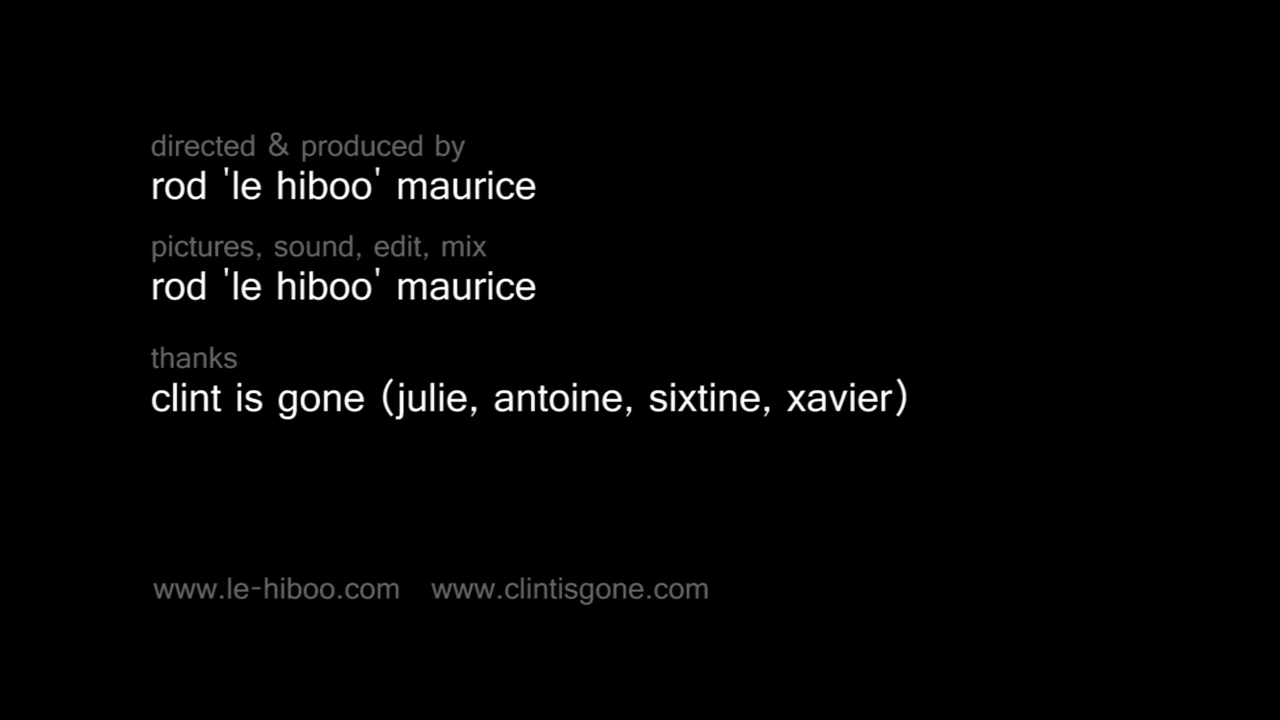 directed & produced by
rod 'le hiboo' maurice
pictures, sound, edit, mix
rod 'le hiboo' maurice
thanks
clint is gone (julie, antoine, sixtine, xavier)
www.le-hiboo.com www.clintisgone.com